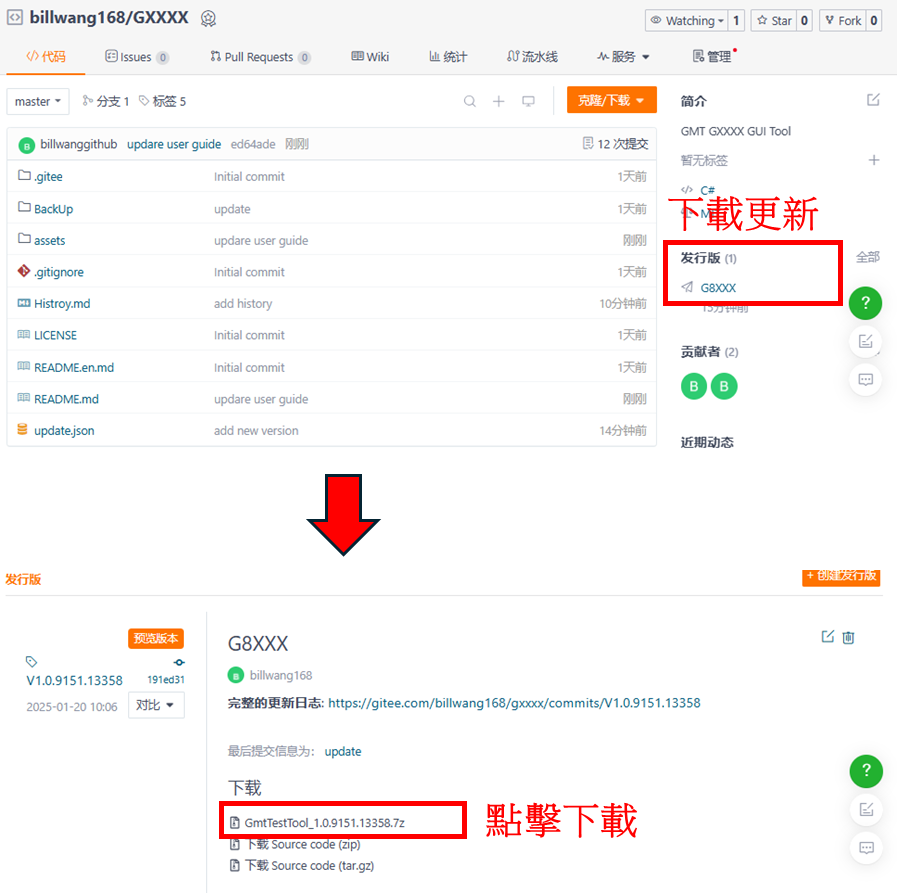 billwang168/GXXXX
Watching 1 Star 0 Fork 0
代码 Issues 0 Pull Requests 0 Wiki 统计 流水线 服务 管理
master 分支 1 标签 5 克隆/下载
billwanggithub updare user guide ed64ade 刚刚 12 次提交
.gitee Initial commit 1天前
BackUp update 1天前
assets updare user guide 刚刚
.gitignore Initial commit 1天前
Histroy.md add history 10分钟前
LICENSE Initial commit 1天前
README.en.md Initial commit 1天前
README.md updare user guide 刚刚
update.json add new version 14分钟前
简介
GMT GXXXX GUI Tool
暂无标签
C#
下載更新
发行版 (1) 全部
G8XXX
15分钟前
?
贡献者 (2)
B B
近期动态
发行版 + 创建发行版
预览版本
V1.0.9151.13358 191ed31
2025-01-20 10:06 对比
G8XXX
B billwang168
完整的更新日志: https://gitee.com/billwang168/gxxxx/commits/V1.0.9151.13358
最后提交信息为: update
下载
GmtTestTool_1.0.9151.13358.7z 點擊下載
下载 Source code (zip)
下载 Source code (tar.gz)
?